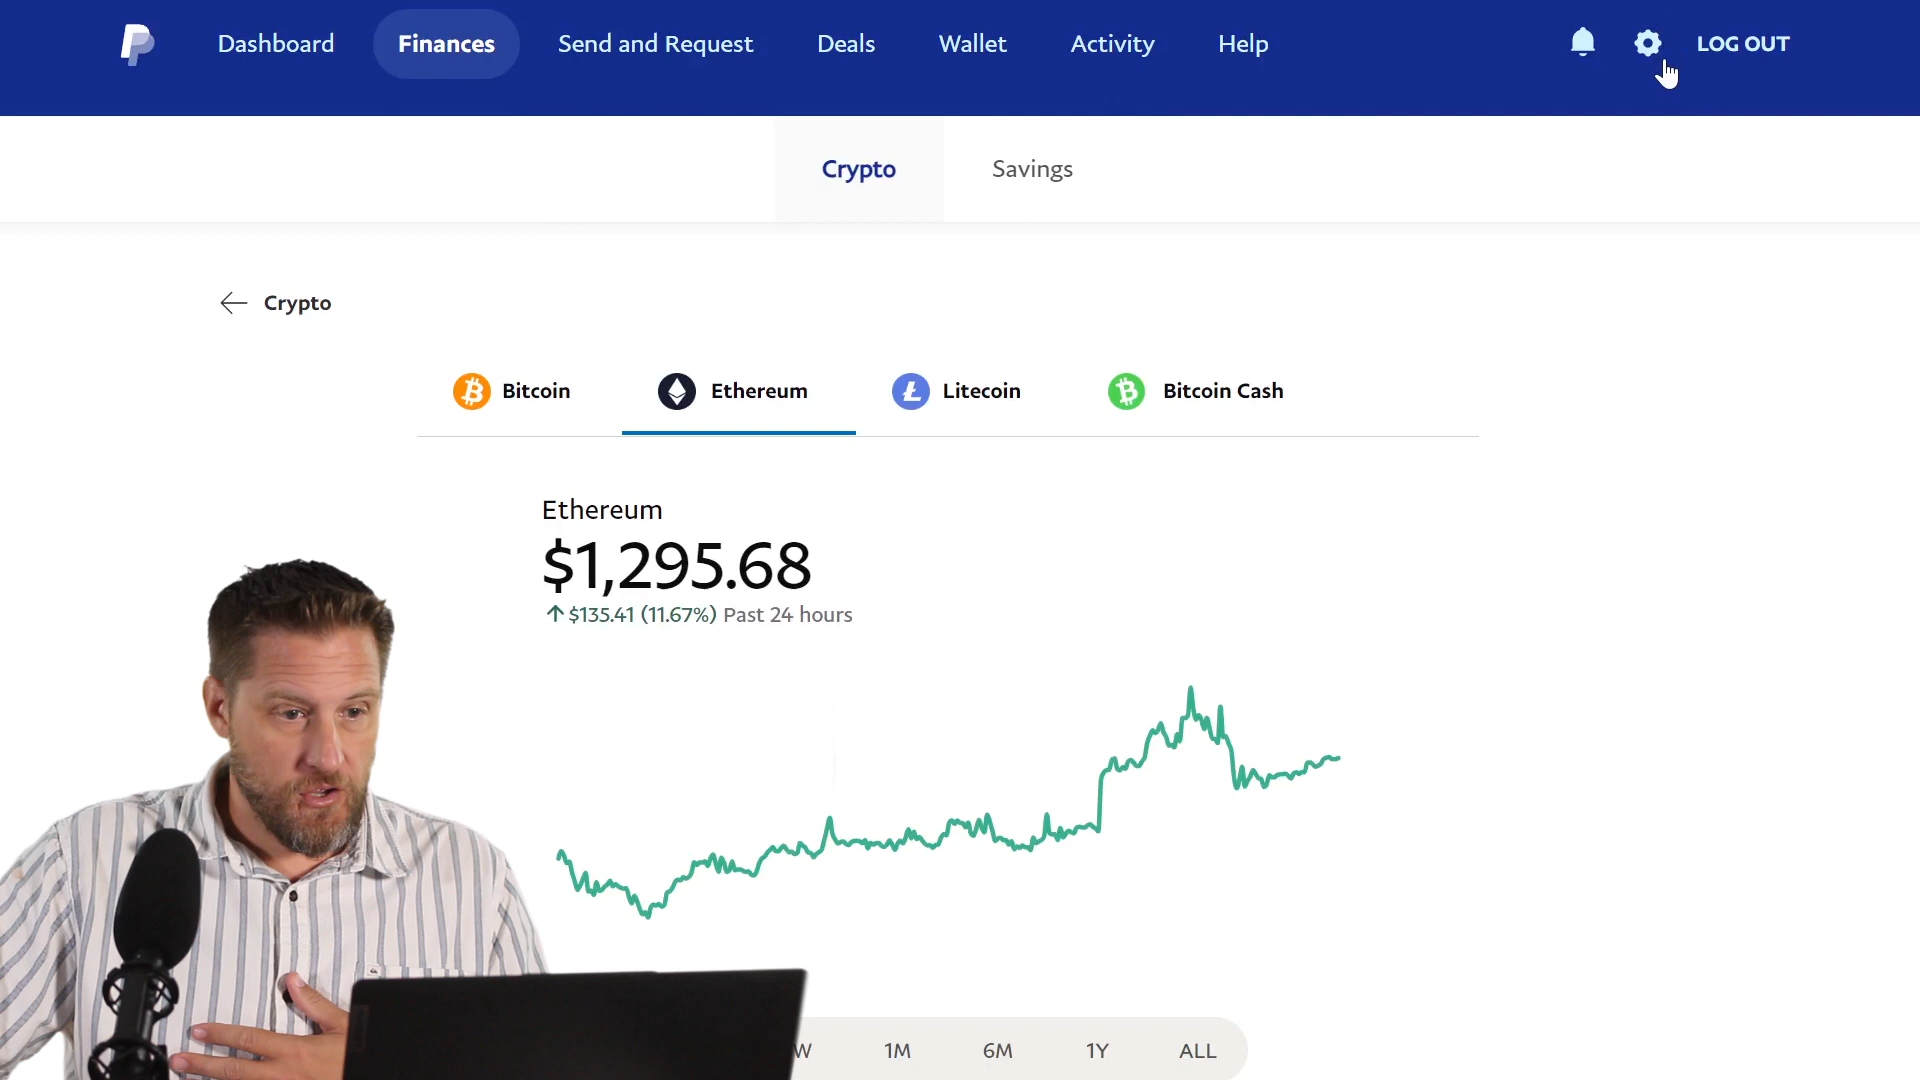 Dashboard
Finances
Send and Request
Deals
Wallet
Activity
Help
LOG OUT
Crypto
Savings
Crypto
Bitcoin
Ethereum
Litecoin
Bitcoin Cash
Ethereum
$1,295.68
$135.41 (11.67%) Past 24 hours
W
1M
6M
1Y
ALL